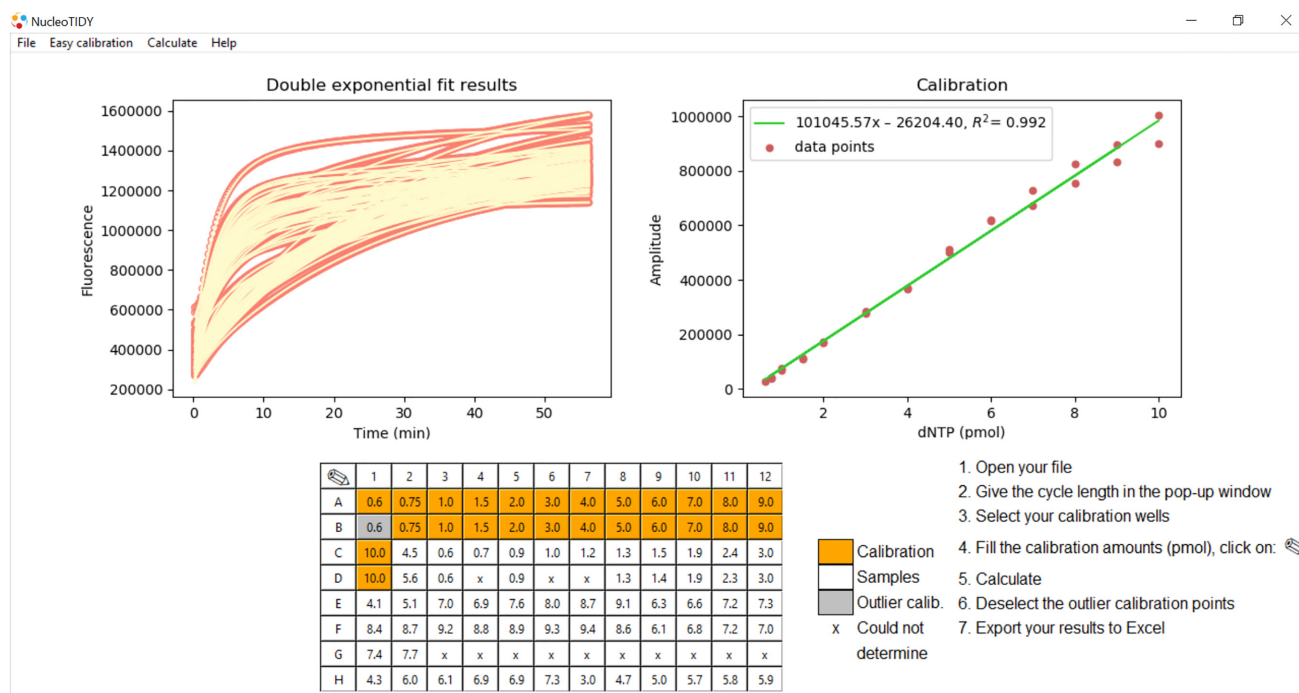 NucleoTIDY
File Easy calibration Calculate Help
Double exponential fit results
1600000
1400000
1200000
1000000
800000
600000
400000
200000
Fluorescence
0 10 20 30 40 50
Time (min)
Calibration
101045.57x – 26204.40, R²= 0.992
data points
1000000
800000
600000
400000
200000
0
Amplitude
2 4 6 8 10
dNTP (pmol)
1 2 3 4 5 6 7 8 9 10 11 12
A 0.6 0.75 1.0 1.5 2.0 3.0 4.0 5.0 6.0 7.0 8.0 9.0
B 0.6 0.75 1.0 1.5 2.0 3.0 4.0 5.0 6.0 7.0 8.0 9.0
C 10.0 4.5 0.6 0.7 0.9 1.0 1.2 1.3 1.5 1.9 2.4 3.0
D 10.0 5.6 0.6 x 0.9 x x 1.3 1.4 1.9 2.3 3.0
E 4.1 5.1 7.0 6.9 7.6 8.0 8.7 9.1 6.3 6.6 7.2 7.3
F 8.4 8.7 9.2 8.8 8.9 9.3 9.4 8.6 6.1 6.8 7.2 7.0
G 7.4 7.7 x x x x x x x x x x
H 4.3 6.0 6.1 6.9 6.9 7.3 3.0 4.7 5.0 5.7 5.8 5.9
Calibration
Samples
Outlier calib.
x Could not
determine
1. Open your file
2. Give the cycle length in the pop-up window
3. Select your calibration wells
4. Fill the calibration amounts (pmol), click on:
5. Calculate
6. Deselect the outlier calibration points
7. Export your results to Excel